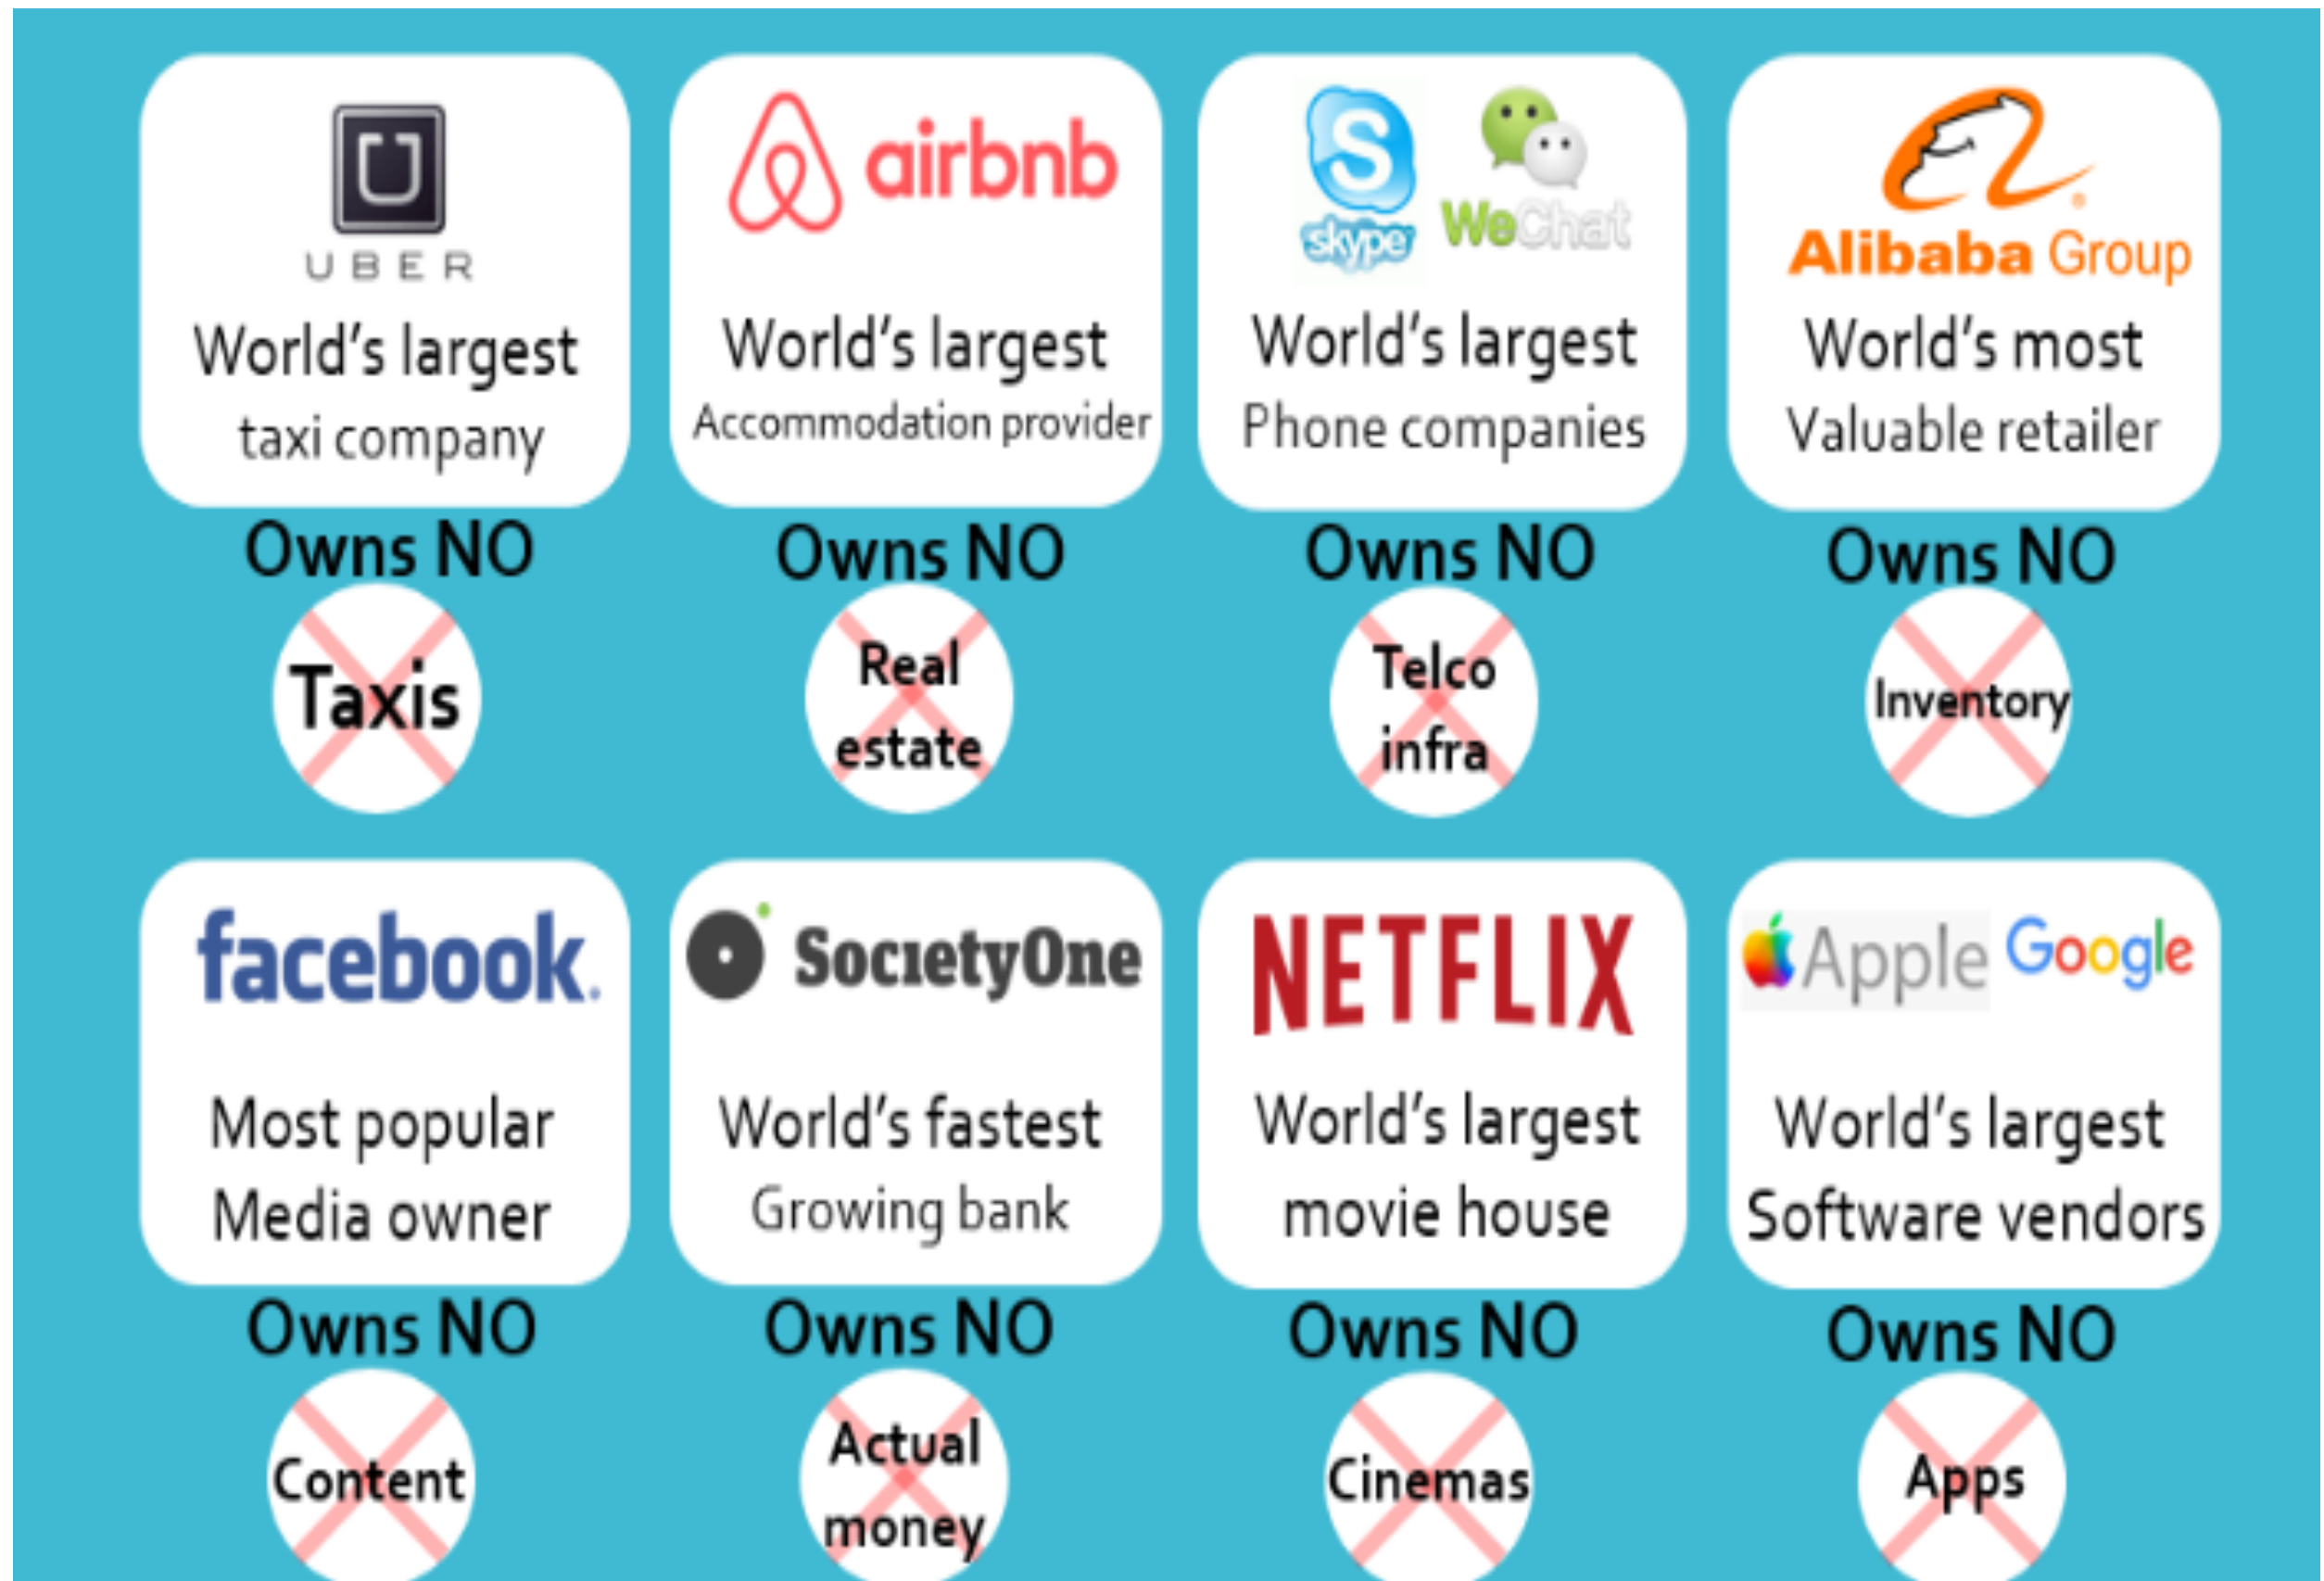 UBER
World's largest
taxi company
Owns NO
Taxis
airbnb
World's largest
Accommodation provider
Owns NO
Real
estate
skype
WeChat
World's largest
Phone companies
Owns NO
Telco
infra
Alibaba Group
World's most
Valuable retailer
Owns NO
Inventory
facebook.
Most popular
Media owner
Owns NO
Content
SocietyOne
World's fastest
Growing bank
Owns NO
Actual
money
NETFLIX
World's largest
movie house
Owns NO
Cinemas
Apple Google
World's largest
Software vendors
Owns NO
Apps